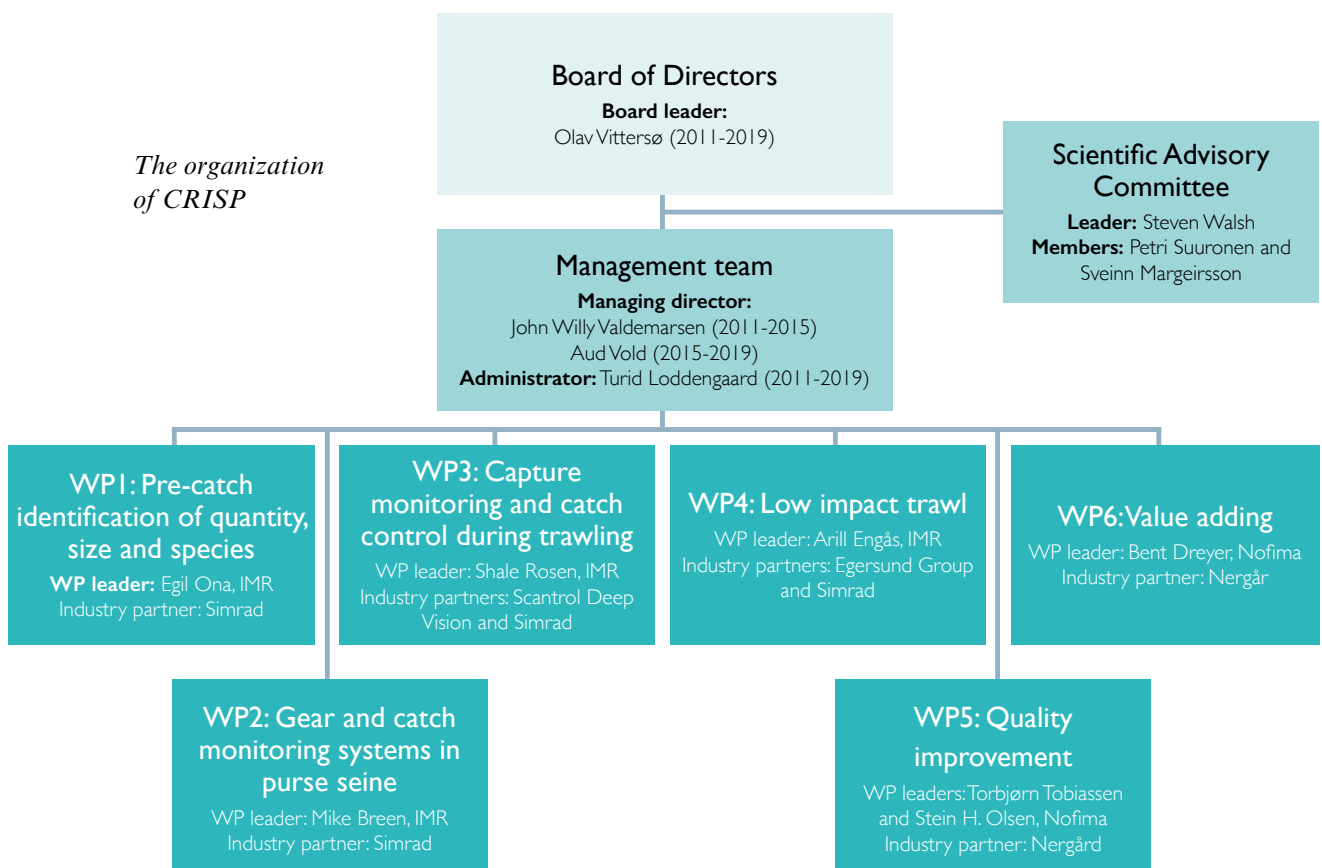 Board of Directors
Board leader:
Olav Vittersø (2011-2019)
The organization
of CRISP
Scientific Advisory
Committee
Leader: Steven Walsh
Members: Petri Suuronen and
Sveinn Margeirsson
Management team
Managing director:
John Willy Valdemarsen (2011-2015)
Aud Vold (2015-2019)
Administrator: Turid Loddengaard (2011-2019)
WP1: Pre-catch
identification of quantity,
size and species
WP leader: Egil Ona, IMR
Industry partner: Simrad
WP3: Capture
monitoring and catch
control during trawling
WP leader: Shale Rosen, IMR
Industry partners: Scantrol Deep
Vision and Simrad
WP4: Low impact trawl
WP leader: Arill Engås, IMR
Industry partners: Egersund Group
and Simrad
WP6: Value adding
WP leader: Bent Dreyer, Nofima
Industry partner: Nergår
WP2: Gear and catch
monitoring systems in
purse seine
WP leader: Mike Breen, IMR
Industry partner: Simrad
WP5: Quality
improvement
WP leaders: Torbjørn Tobiassen
and Stein H. Olsen, Nofima
Industry partner: Nergård